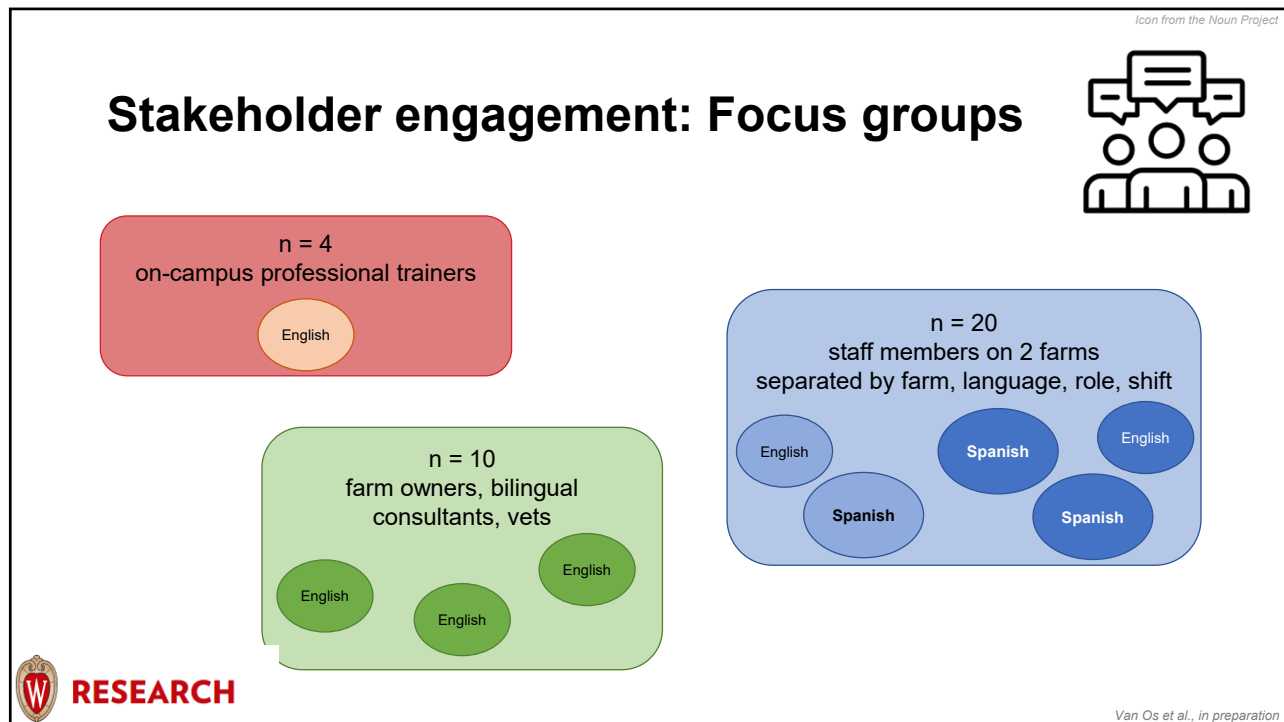 Icon from the Noun Project
Stakeholder engagement: Focus groups
n = 4
on-campus professional trainers
English
n = 20
staff members on 2 farms
separated by farm, language, role, shift
English
Spanish
Spanish
English
Spanish
n = 10
farm owners, bilingual
consultants, vets
English
English
English
W RESEARCH
Van Os et al., in preparation